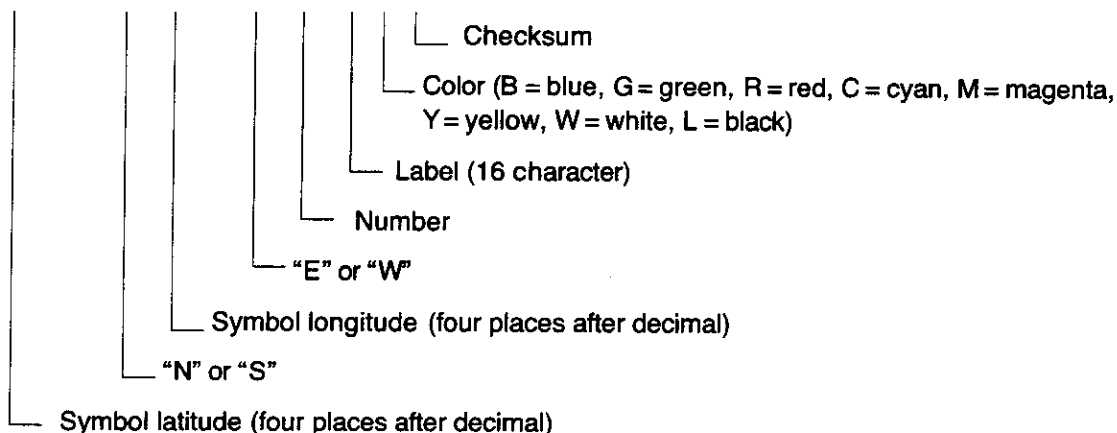 Checksum
Color (B = blue, G = green, R = red, C = cyan, M = magenta,
Y = yellow, W = white, L = black)
Label (16 character)
Number
“E” or “W”
Symbol longitude (four places after decimal)
“N” or “S”
Symbol latitude (four places after decimal)